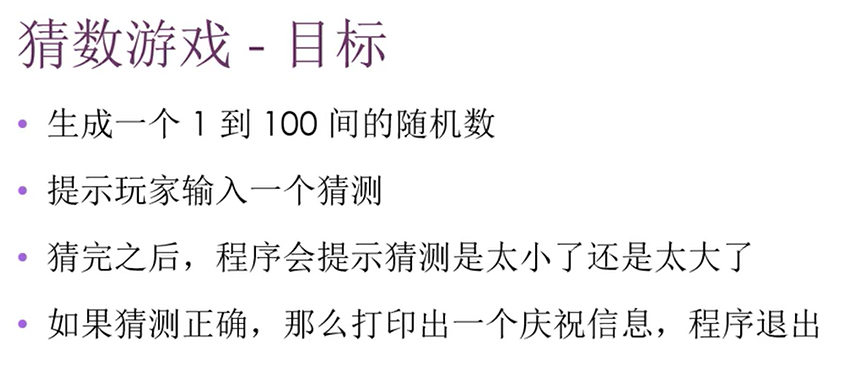 猜数游戏 - 目标
• 生成一个 1 到 100 间的随机数
• 提示玩家输入一个猜测
• 猜完之后，程序会提示猜测是太小了还是太大了
• 如果猜测正确，那么打印出一个庆祝信息，程序退出